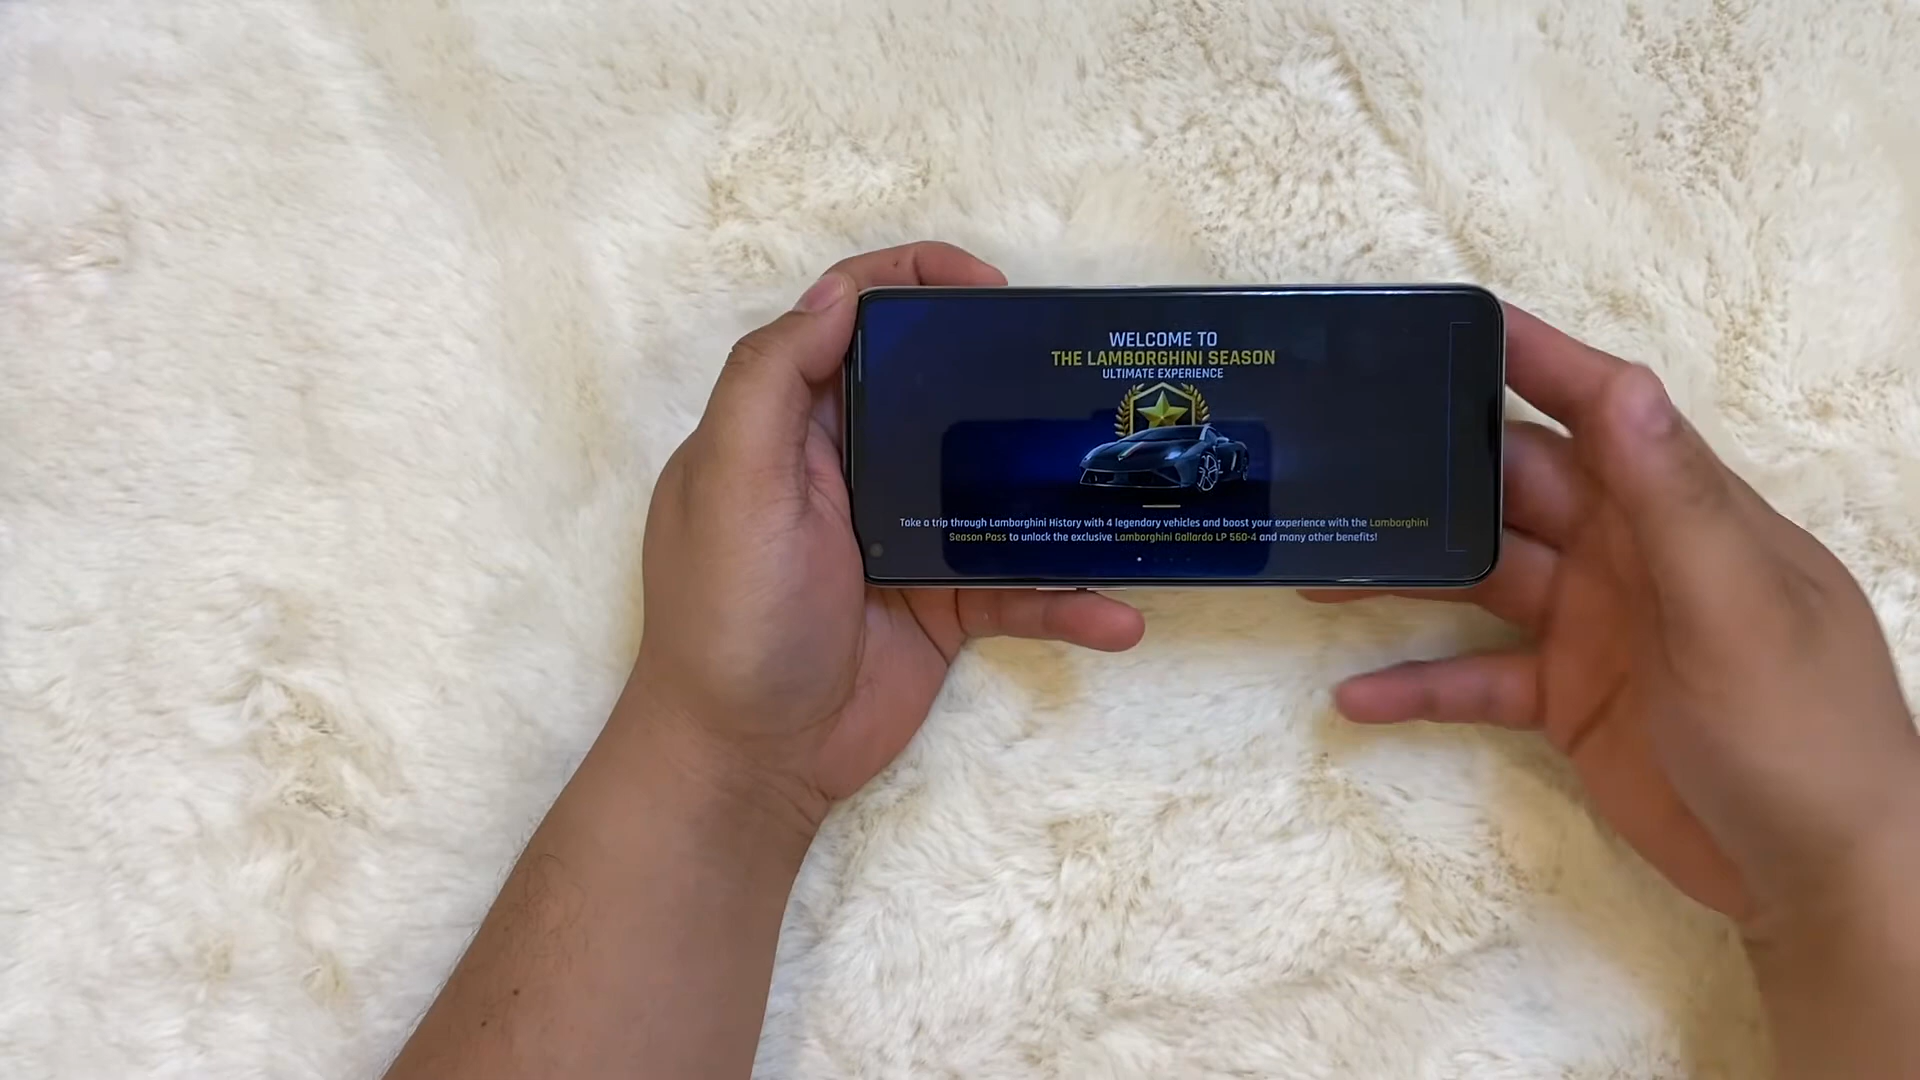 WELCOME TO
THE LAMBORGHINI SEASON
ULTIMATE EXPERIENCE
Take a trip through Lamborghini History with 4 legendary vehicles and boost your experience with the Lamborghini
Season Pass to unlock the exclusive Lamborghini Gallardo LP 560-4 and many other benefits!